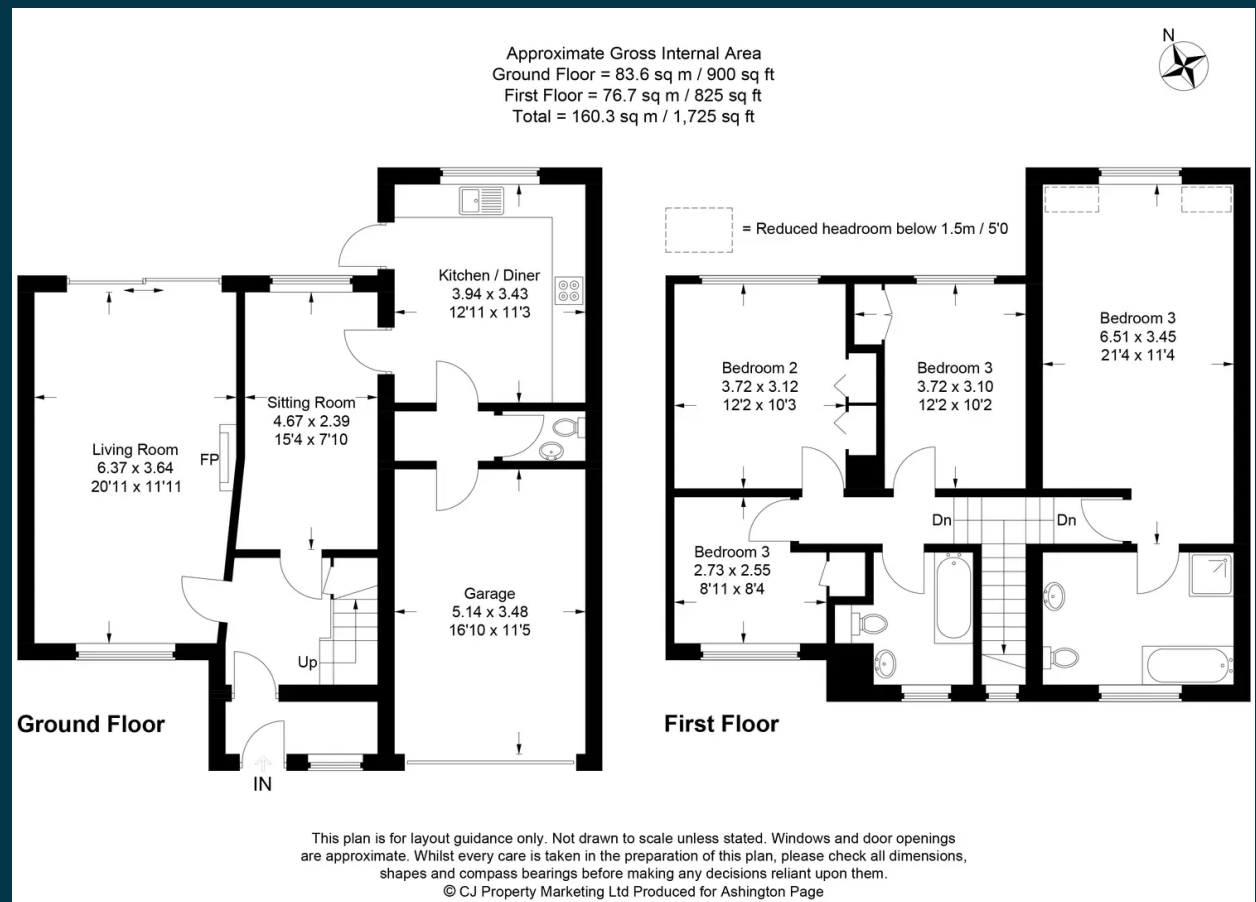 Approximate Gross Internal Area
Ground Floor = 83.6 sq m / 900 sq ft
First Floor = 76.7 sq m / 825 sq ft
Total = 160.3 sq m / 1,725 sq ft
N
= Reduced headroom below 1.5m / 5'0
Kitchen / Diner
3.94 x 3.43
12'11 x 11'3
Sitting Room
4.67 x 2.39
15'4 x 7'10
Living Room
6.37 x 3.64
20'11 x 11'11
FP
Garage
5.14 x 3.48
16'10 x 11'5
Up
IN
Ground Floor
Bedroom 2
3.72 x 3.12
12'2 x 10'3
Bedroom 3
3.72 x 3.10
12'2 x 10'2
Bedroom 3
6.51 x 3.45
21'4 x 11'4
Dn
Dn
Bedroom 3
2.73 x 2.55
8'11 x 8'4
First Floor
This plan is for layout guidance only. Not drawn to scale unless stated. Windows and door openings
are approximate. Whilst every care is taken in the preparation of this plan, please check all dimensions,
shapes and compass bearings before making any decisions reliant upon them.
© CJ Property Marketing Ltd Produced for Ashington Page